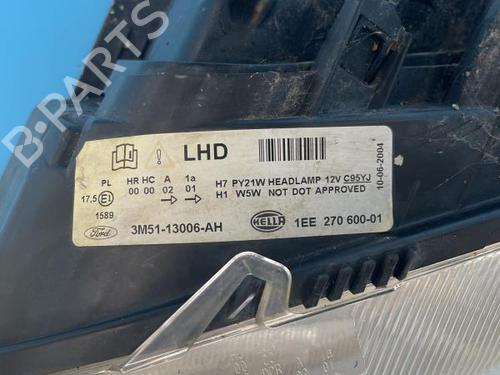 B-PARTS
LHD
PL HR HC A 1a
00 00 02 01
17,5 E1
1589
H7 PY21W HEADLAMP 12V C95YJ
H1 W5W NOT DOT APPROVED
10-06-2004
Ford 3M51-13006-AH HELLA 1EE 270 600-01